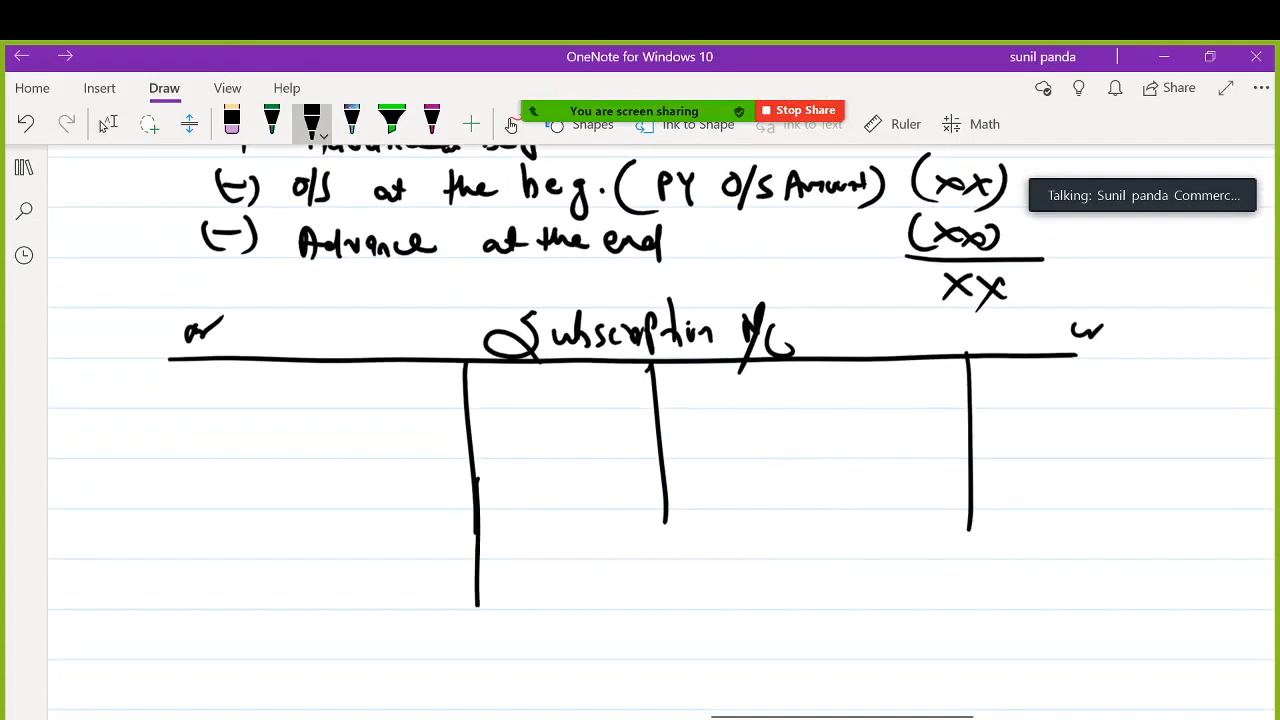 OneNote for Windows 10
sunil panda
Home Insert Draw View Help
Share
You are screen sharing
Stop Share
Shapes Ink to Shape Ink to Text Ruler Math
Talking: Sunil panda Commerc...
(-) O/S at the beg. (PY O/S Amount) (xx)
(-) Advance at the end (xx)
xx
Subscription A/C